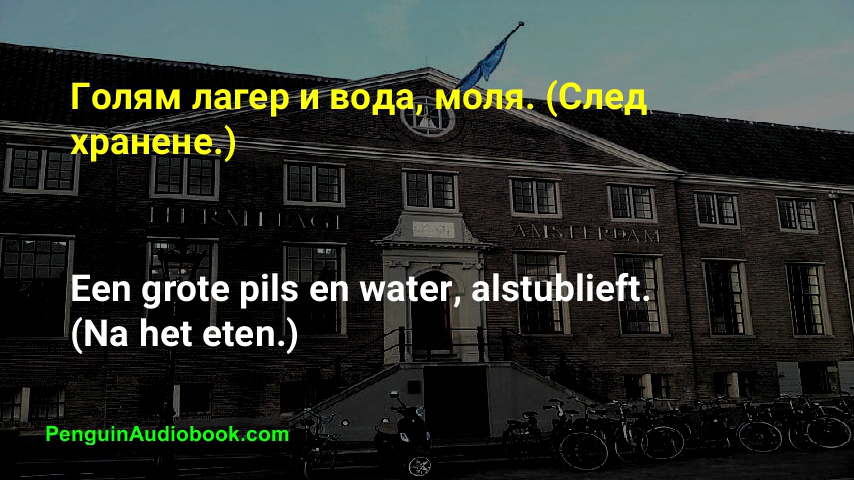 Голям лагер и вода, моля. (След
хранене.)
HERMITAGE
AMSTERDAM
Een grote pils en water, alstublieft.
(Na het eten.)
PenguinAudiobook.com